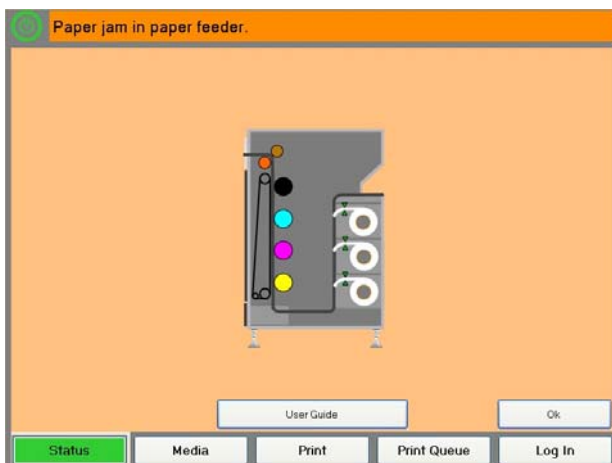 Paper jam in paper feeder.
User Guide
Ok
Status
Media
Print
Print Queue
Log In